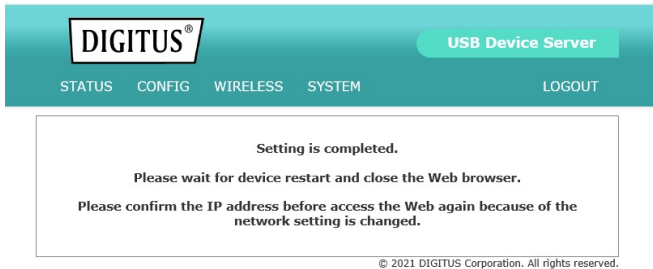 DIGITUS®
USB Device Server
STATUS CONFIG WIRELESS SYSTEM LOGOUT
Setting is completed.
Please wait for device restart and close the Web browser.
Please confirm the IP address before access the Web again because of the
network setting is changed.
© 2021 DIGITUS Corporation. All rights reserved.